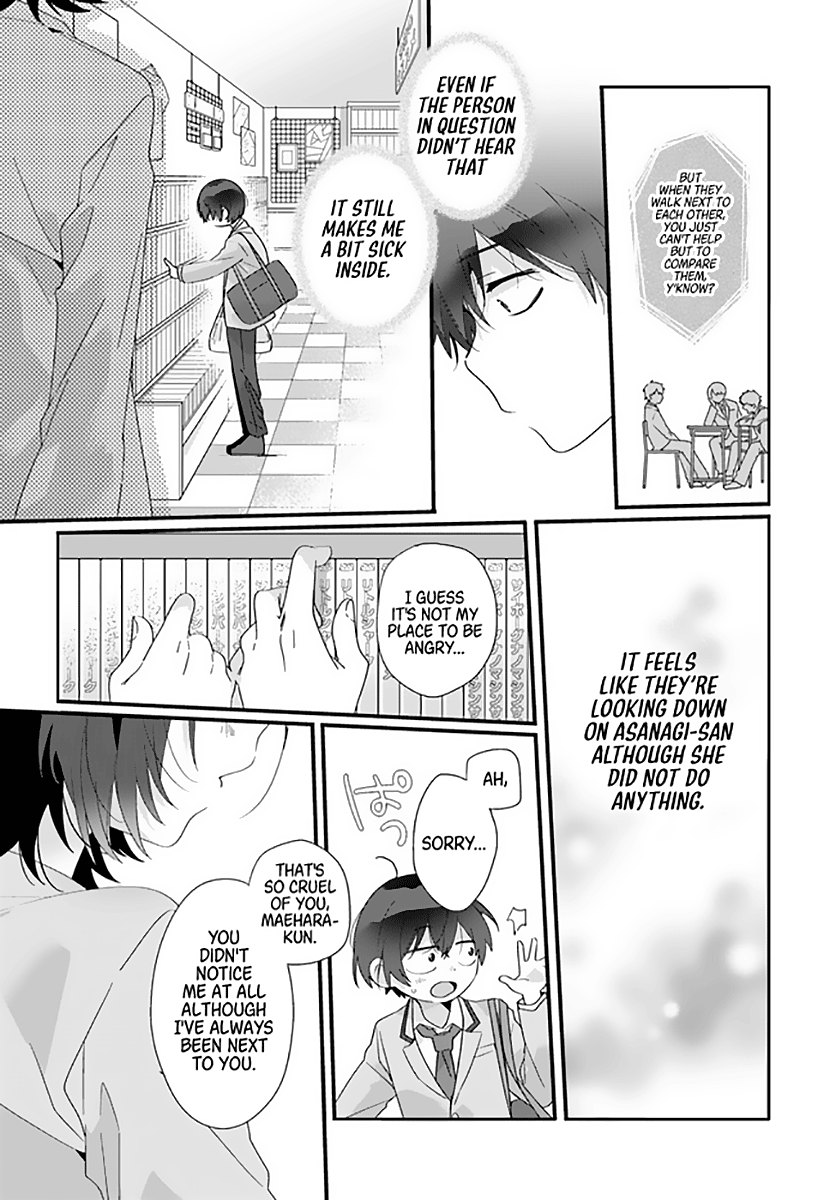 BUT
WHEN THEY
WALK NEXT TO
EACH OTHER,
YOU JUST
CAN'T HELP
BUT TO
COMPARE
THEM,
Y'KNOW?
EVEN IF
THE PERSON
IN QUESTION
DIDN'T HEAR
THAT
IT STILL
MAKES ME
A BIT SICK
INSIDE.
IT FEELS
LIKE THEY'RE
LOOKING DOWN
ON ASANAGI-SAN
ALTHOUGH SHE
DID NOT DO
ANYTHING.
I GUESS
IT'S NOT MY
PLACE TO BE
ANGRY...
AH,
SORRY...
ぱっ
THAT'S
SO CRUEL
OF YOU,
MAEHARA-
KUN.
YOU
DIDN'T
NOTICE
ME AT ALL
ALTHOUGH
I'VE ALWAYS
BEEN NEXT
TO YOU.